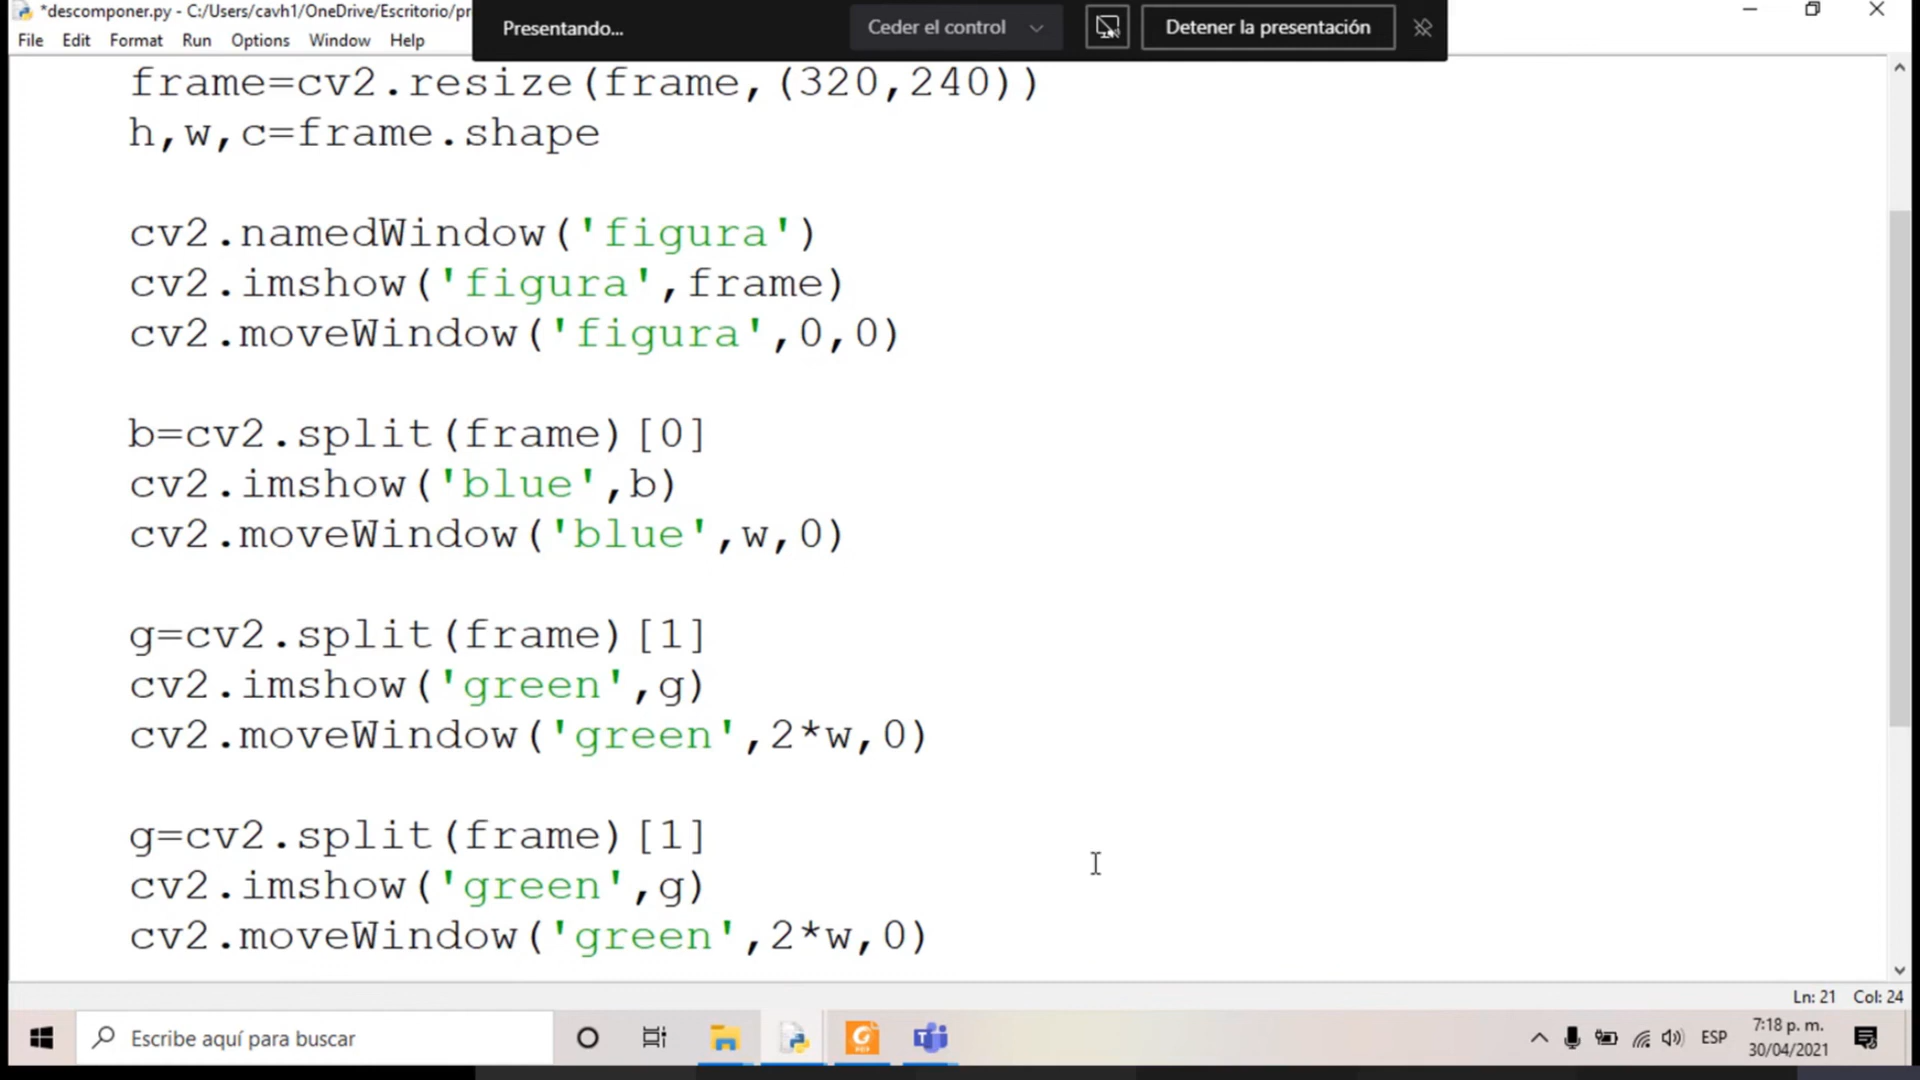 *descomponer.py - C:/Users/cavh1/OneDrive/Escritorio/pr
Presentando...
Ceder el control
Detener la presentación
File Edit Format Run Options Window Help
frame=cv2.resize(frame,(320,240))
h,w,c=frame.shape
cv2.namedWindow('figura')
cv2.imshow('figura',frame)
cv2.moveWindow('figura',0,0)
b=cv2.split(frame)[0]
cv2.imshow('blue',b)
cv2.moveWindow('blue',w,0)
g=cv2.split(frame)[1]
cv2.imshow('green',g)
cv2.moveWindow('green',2*w,0)
g=cv2.split(frame)[1]
cv2.imshow('green',g)
cv2.moveWindow('green',2*w,0)
Ln: 21 Col: 24
Escribe aquí para buscar
ESP
7:18 p. m.
30/04/2021